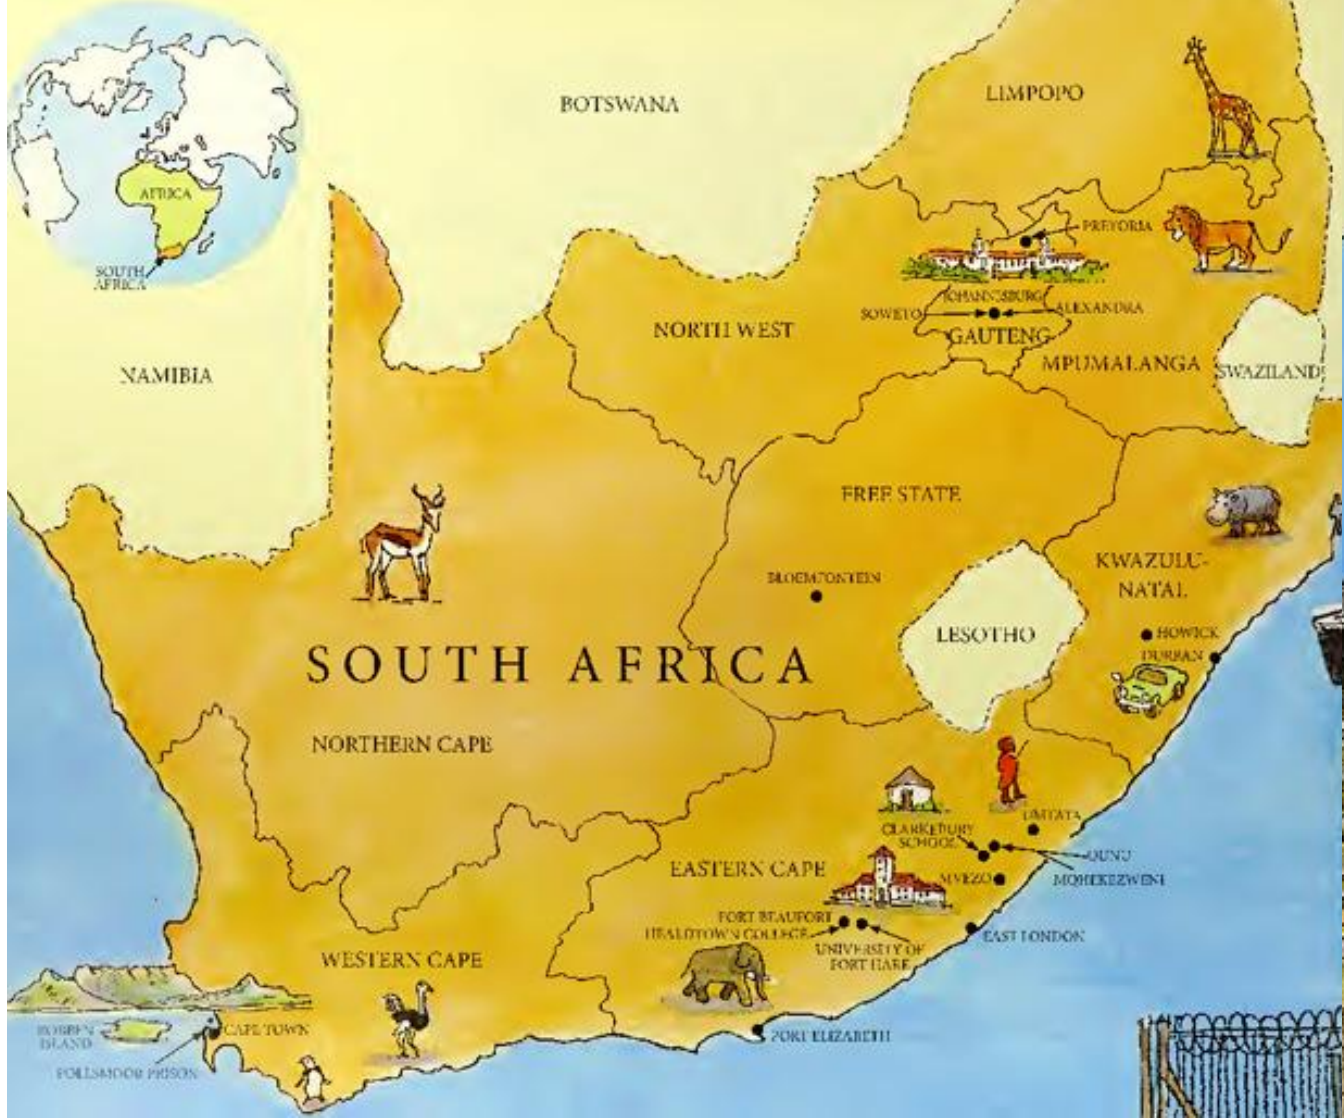 BOTSWANA
LIMPOPO
AFRICA
SOUTH
AFRICA
PRETORIA
JOHANNESBURG
SOWETO
ALEXANDRA
GAUTENG
NORTH WEST
MPUMALANGA
SWAZILAND
NAMIBIA
FREE STATE
KWAZULU-
NATAL
BLOEMFONTEIN
LESOTHO
HOWICK
DURBAN
SOUTH AFRICA
NORTHERN CAPE
UMTATA
CLARKEBURY
SCHOOL
QUNU
MQHEKEZWENI
MVEZO
EASTERN CAPE
FORT BEAUFORT
HEALDTOWN COLLEGE
UNIVERSITY OF
FORT HARE
EAST LONDON
WESTERN CAPE
ROBBEN
ISLAND
CAPE TOWN
POLLSMOOR PRISON
PORT ELIZABETH